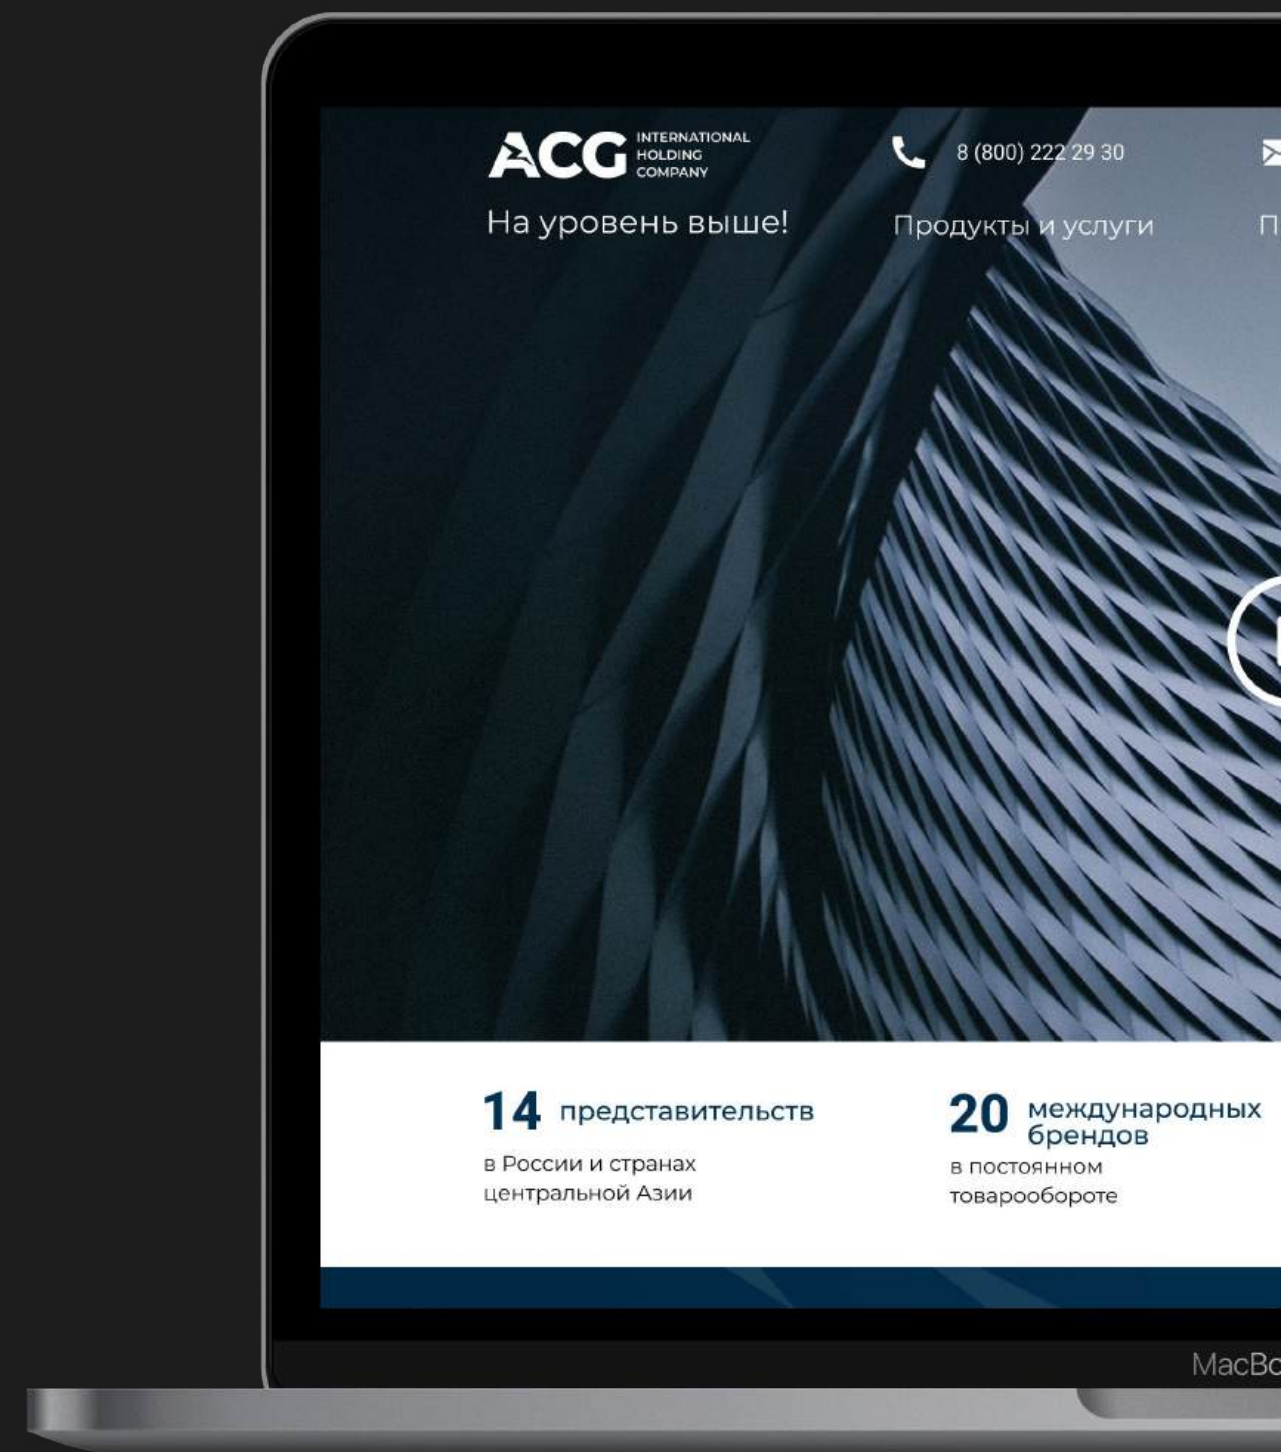 ACG
INTERNATIONAL
HOLDING
COMPANY
8 (800) 222 29 30
На уровень выше!
Продукты и услуги
14 представительств
в России и странах
центральной Азии
20 международных
брендов
в постоянном
товарообороте